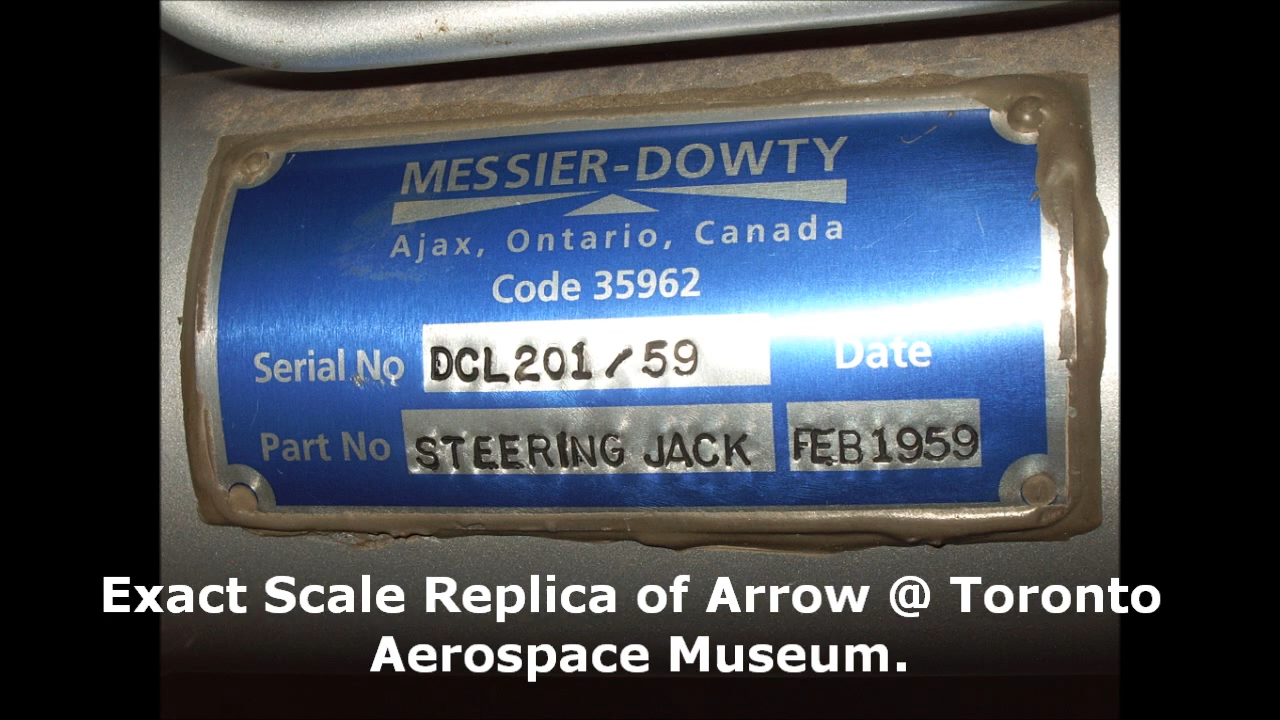 MESSIER-DOWTY
Ajax, Ontario, Canada
Code 35962
Serial No DCL201/59 Date
Part No STEERING JACK FEB1959
Exact Scale Replica of Arrow @ Toronto
Aerospace Museum.